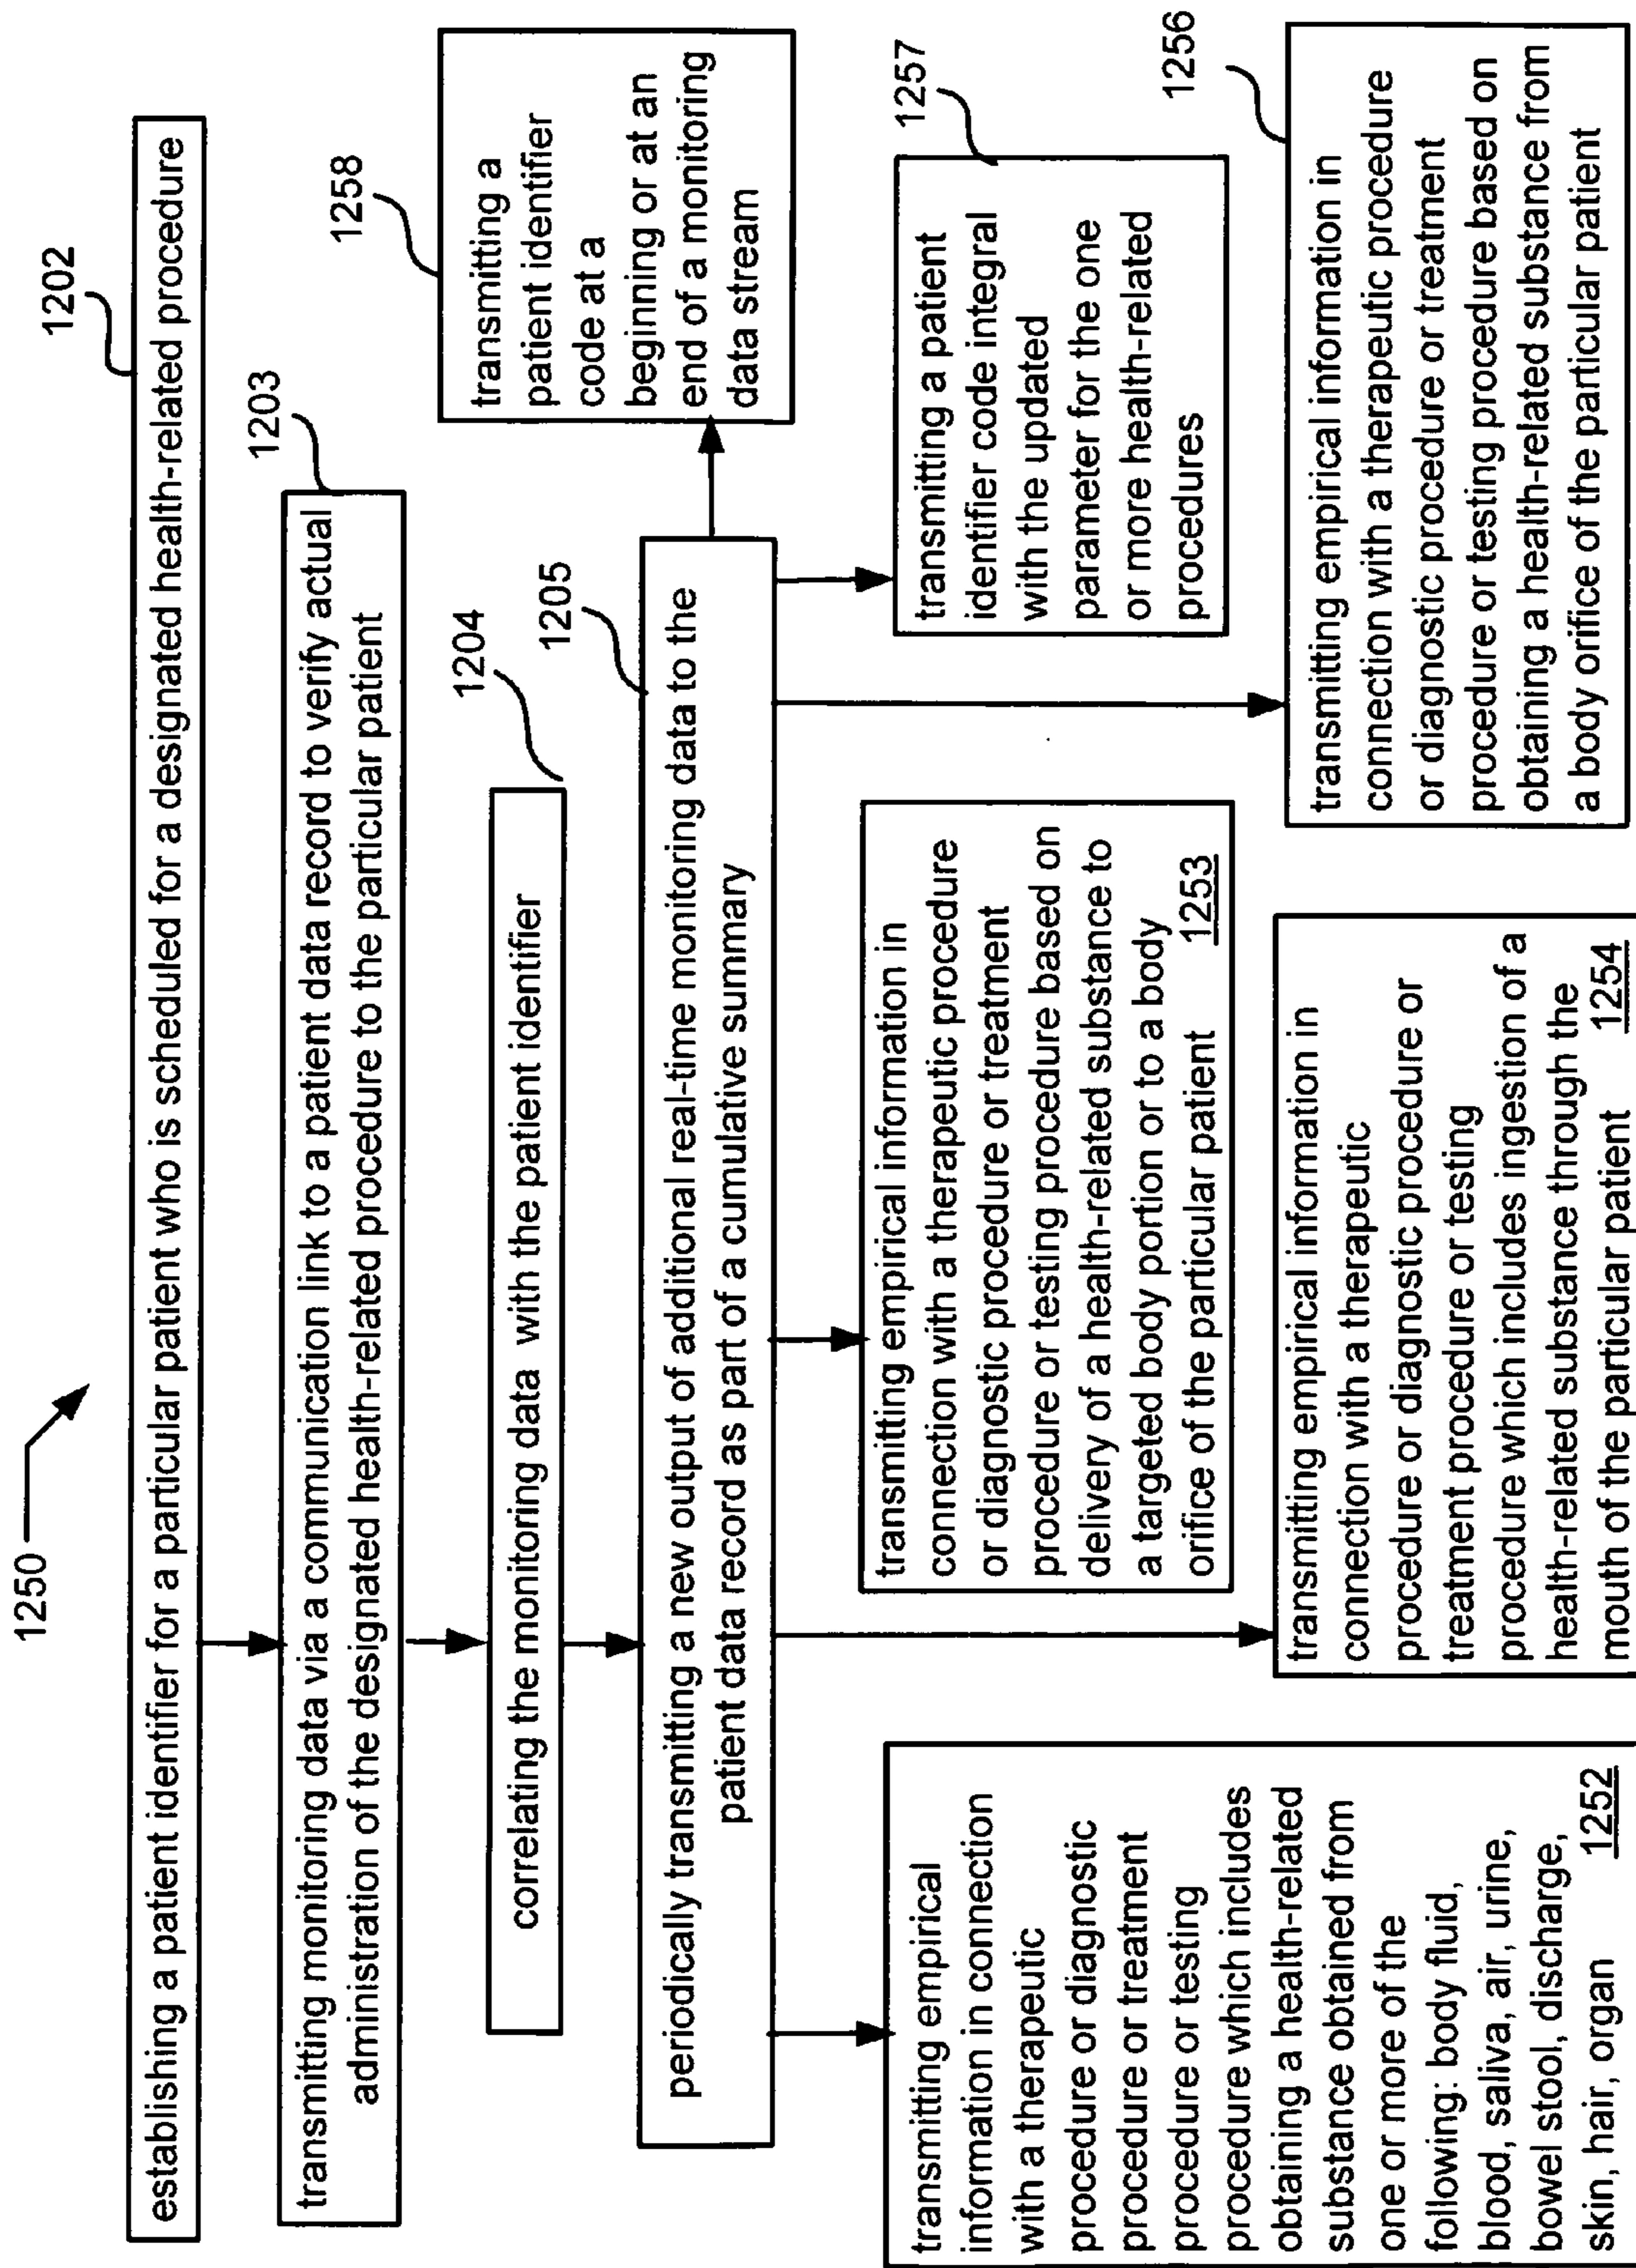 1250
1202
establishing a patient identifier for a particular patient who is scheduled for a designated health-related procedure
1203
transmitting monitoring data via a communication link to a patient data record to verify actual
administration of the designated health-related procedure to the particular patient
1204
correlating the monitoring data with the patient identifier
1205
periodically transmitting a new output of additional real-time monitoring data to the
patient data record as part of a cumulative summary
1258
transmitting a
patient identifier
code at a
beginning or at an
end of a monitoring
data stream
transmitting empirical
information in connection
with a therapeutic
procedure or diagnostic
procedure or treatment
procedure or testing
procedure which includes
obtaining a health-related
substance obtained from
one or more of the
following: body fluid,
blood, saliva, air, urine,
bowel stool, discharge,
skin, hair, organ 1252
transmitting empirical information in
connection with a therapeutic procedure
or diagnostic procedure or treatment
procedure or testing procedure based on
delivery of a health-related substance to
a targeted body portion or to a body
orifice of the particular patient 1253
transmitting empirical information in
connection with a therapeutic
procedure or diagnostic procedure or
treatment procedure or testing
procedure which includes ingestion of a
health-related substance through the
mouth of the particular patient 1254
1257
transmitting a patient
identifier code integral
with the updated
parameter for the one
or more health-related
procedures
1256
transmitting empirical information in
connection with a therapeutic procedure
or diagnostic procedure or treatment
procedure or testing procedure based on
obtaining a health-related substance from
a body orifice of the particular patient